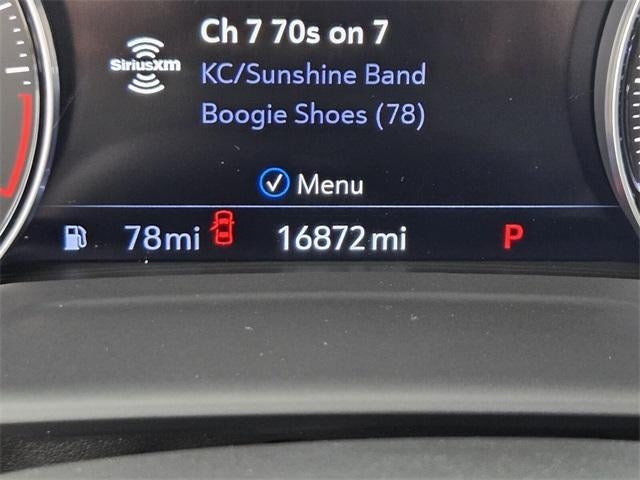 Ch 7 70s on 7
SiriusXM
KC/Sunshine Band
Boogie Shoes (78)
Menu
78mi 16872mi P